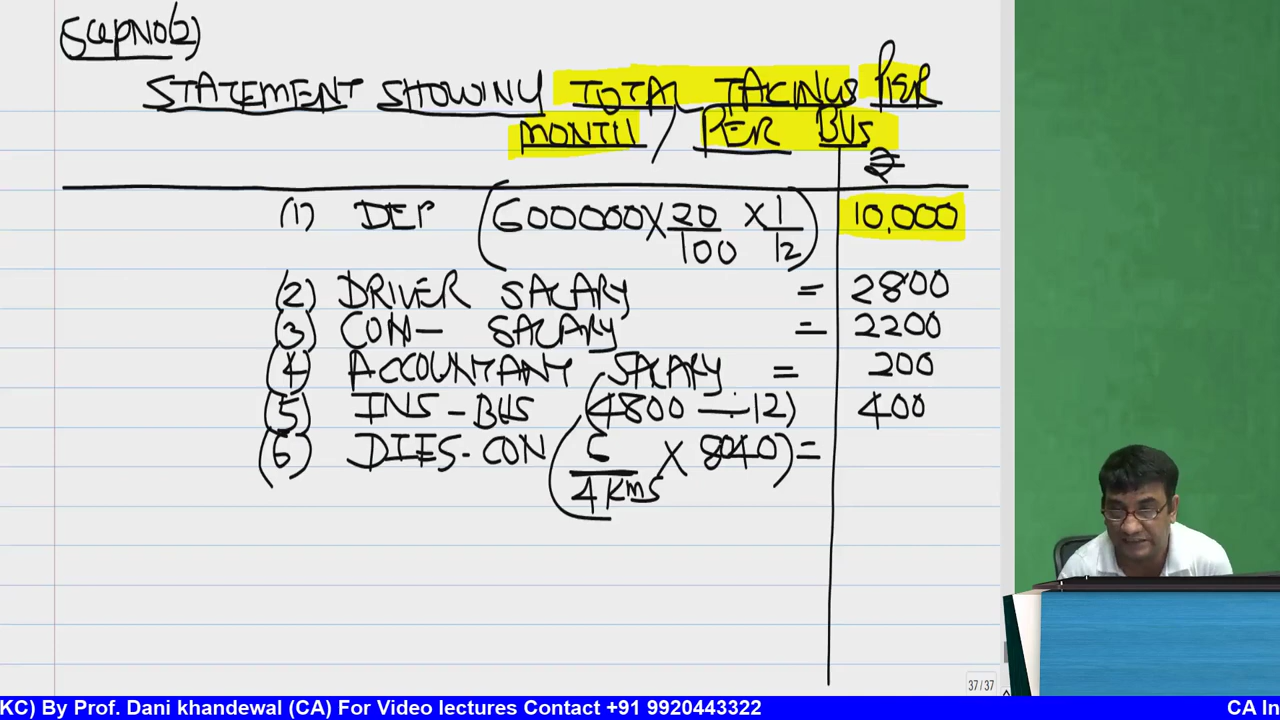 STEP NO(2)
STATEMENT SHOWING TOTAL TAKINGS PER
MONTH / PER BUS
₹
(1) DEP (600000 X 20/100 X 1/12) 10,000
(2) DRIVER SALARY = 2800
(3) CON- SALARY = 2200
(4) ACCOUNTANT SALARY = 200
(5) INS-BUS (4800 ÷ 12) 400
(6) DIES-CON (6/4 Kms X 8040) =
37/37
KC) By Prof. Dani khandewal (CA) For Video lectures Contact +91 9920443322 CA In